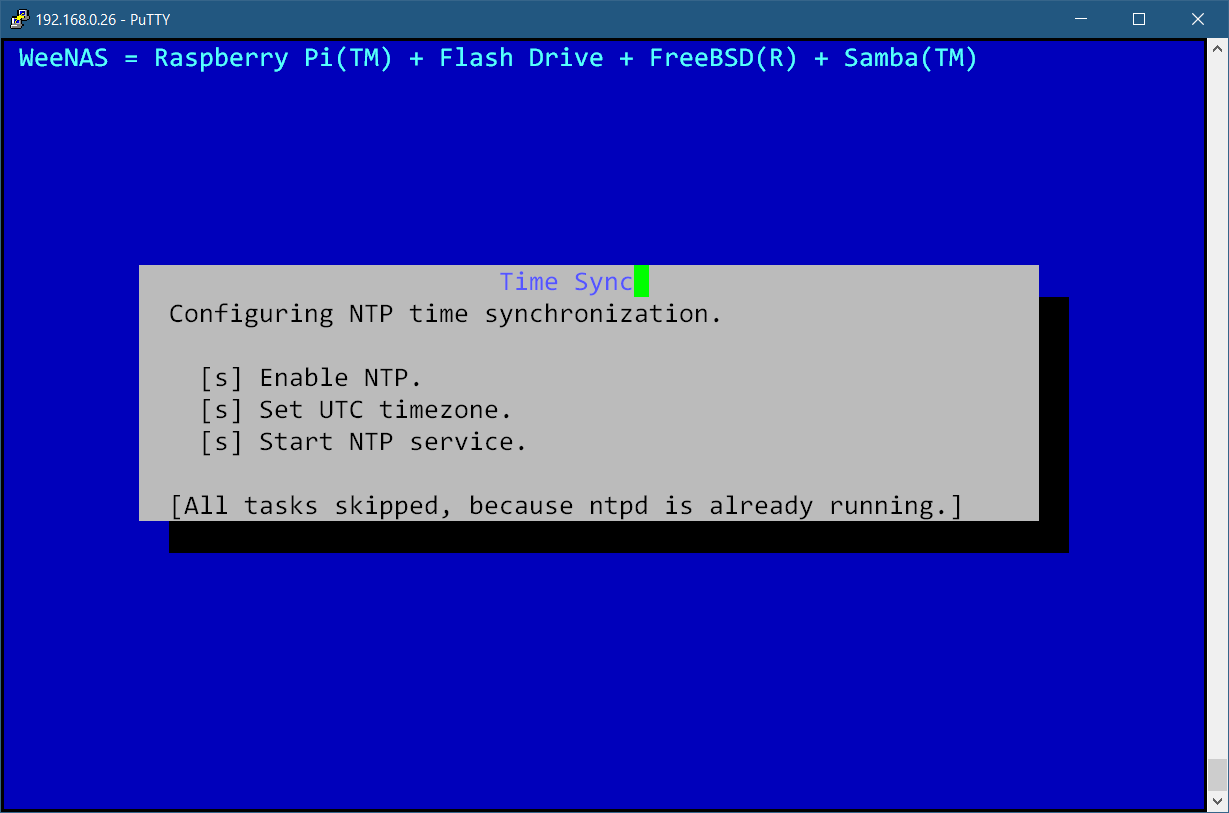 192.168.0.26 - PuTTY
WeeNAS = Raspberry Pi(TM) + Flash Drive + FreeBSD(R) + Samba(TM)
Time Sync
Configuring NTP time synchronization.
[s] Enable NTP.
[s] Set UTC timezone.
[s] Start NTP service.
[All tasks skipped, because ntpd is already running.]